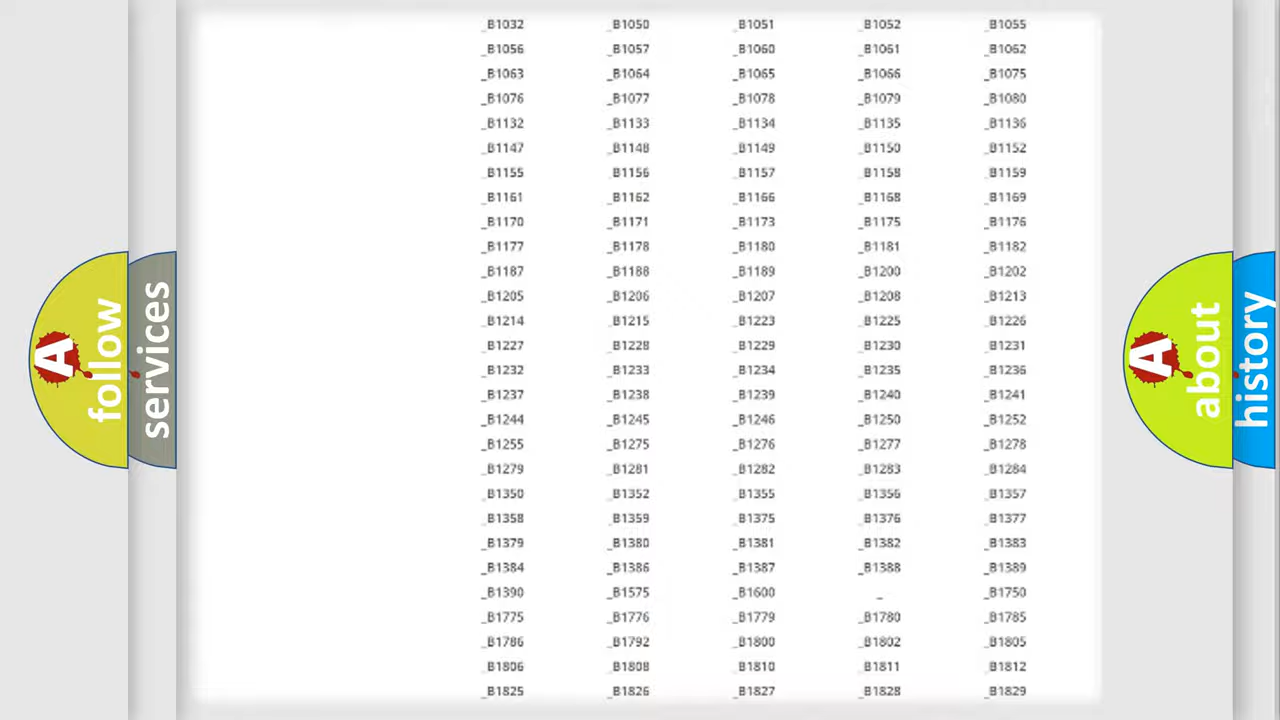 _B1032 _B1050 _B1051 _B1052 _B1055
_B1056 _B1057 _B1060 _B1061 _B1062
_B1063 _B1064 _B1065 _B1066 _B1075
_B1076 _B1077 _B1078 _B1079 _B1080
_B1132 _B1133 _B1134 _B1135 _B1136
_B1147 _B1148 _B1149 _B1150 _B1152
_B1155 _B1156 _B1157 _B1158 _B1159
_B1161 _B1162 _B1166 _B1168 _B1169
_B1170 _B1171 _B1173 _B1175 _B1176
_B1177 _B1178 _B1180 _B1181 _B1182
_B1187 _B1188 _B1189 _B1200 _B1202
_B1205 _B1206 _B1207 _B1208 _B1213
_B1214 _B1215 _B1223 _B1225 _B1226
_B1227 _B1228 _B1229 _B1230 _B1231
_B1232 _B1233 _B1234 _B1235 _B1236
_B1237 _B1238 _B1239 _B1240 _B1241
_B1244 _B1245 _B1246 _B1250 _B1252
_B1255 _B1275 _B1276 _B1277 _B1278
_B1279 _B1281 _B1282 _B1283 _B1284
_B1350 _B1352 _B1355 _B1356 _B1357
_B1358 _B1359 _B1375 _B1376 _B1377
_B1379 _B1380 _B1381 _B1382 _B1383
_B1384 _B1386 _B1387 _B1388 _B1389
_B1390 _B1575 _B1600 _ _B1750
_B1775 _B1776 _B1779 _B1780 _B1785
_B1786 _B1792 _B1800 _B1802 _B1805
_B1806 _B1808 _B1810 _B1811 _B1812
_B1825 _B1826 _B1827 _B1828 _B1829
A
follow
services
A
about
history